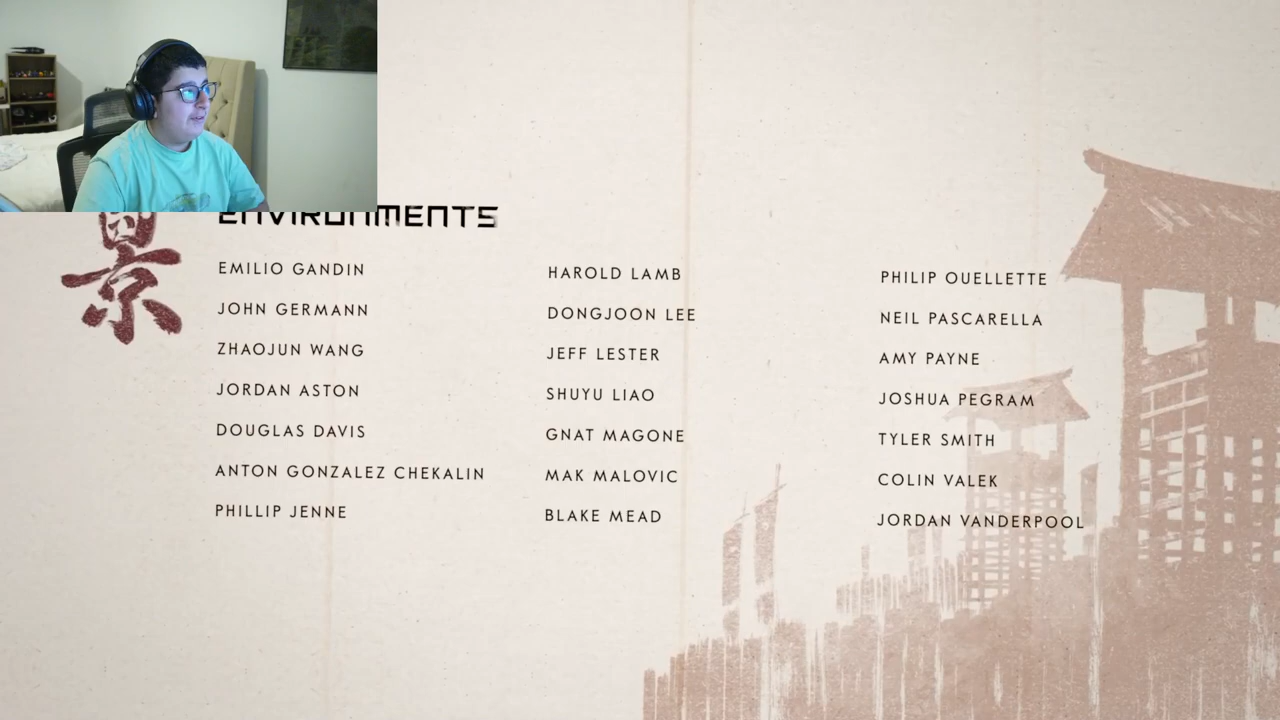 景
ENVIRONMENTS
EMILIO GANDIN
JOHN GERMANN
ZHAOJUN WANG
JORDAN ASTON
DOUGLAS DAVIS
ANTON GONZALEZ CHEKALIN
PHILLIP JENNE
HAROLD LAMB
DONGJOON LEE
JEFF LESTER
SHUYU LIAO
GNAT MAGONE
MAK MALOVIC
BLAKE MEAD
PHILIP OUELLETTE
NEIL PASCARELLA
AMY PAYNE
JOSHUA PEGRAM
TYLER SMITH
COLIN VALEK
JORDAN VANDERPOOL